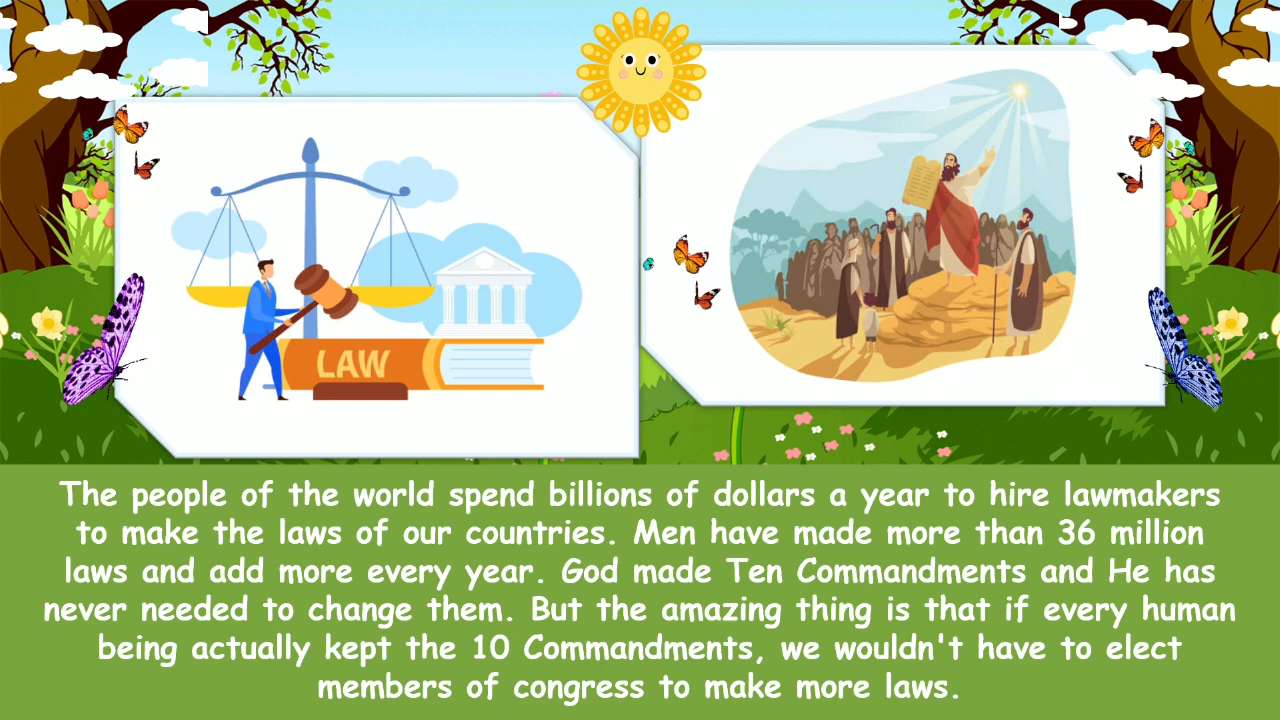 LAW
The people of the world spend billions of dollars a year to hire lawmakers
to make the laws of our countries. Men have made more than 36 million
laws and add more every year. God made Ten Commandments and He has
never needed to change them. But the amazing thing is that if every human
being actually kept the 10 Commandments, we wouldn't have to elect
members of congress to make more laws.